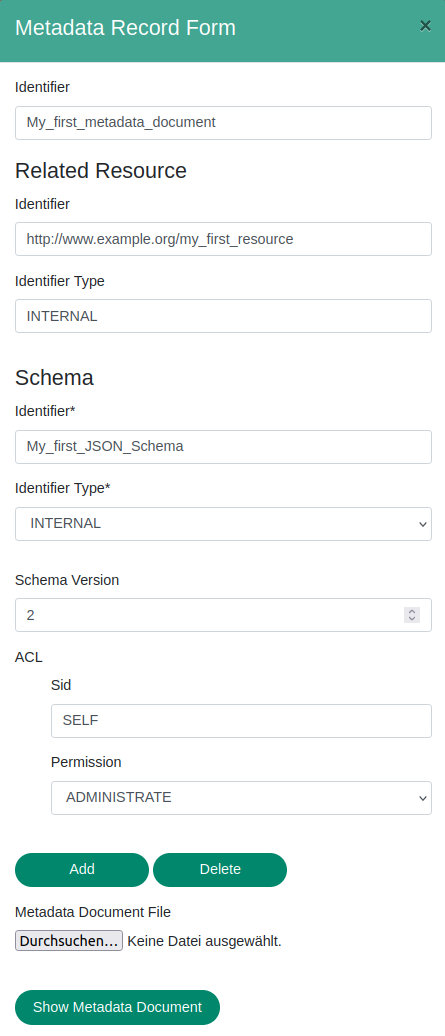 Metadata Record Form ×
Identifier
My_first_metadata_document
Related Resource
Identifier
http://www.example.org/my_first_resource
Identifier Type
INTERNAL
Schema
Identifier*
My_first_JSON_Schema
Identifier Type*
INTERNAL
Schema Version
2
ACL
Sid
SELF
Permission
ADMINISTRATE
Add Delete
Metadata Document File
Durchsuchen... Keine Datei ausgewählt.
Show Metadata Document